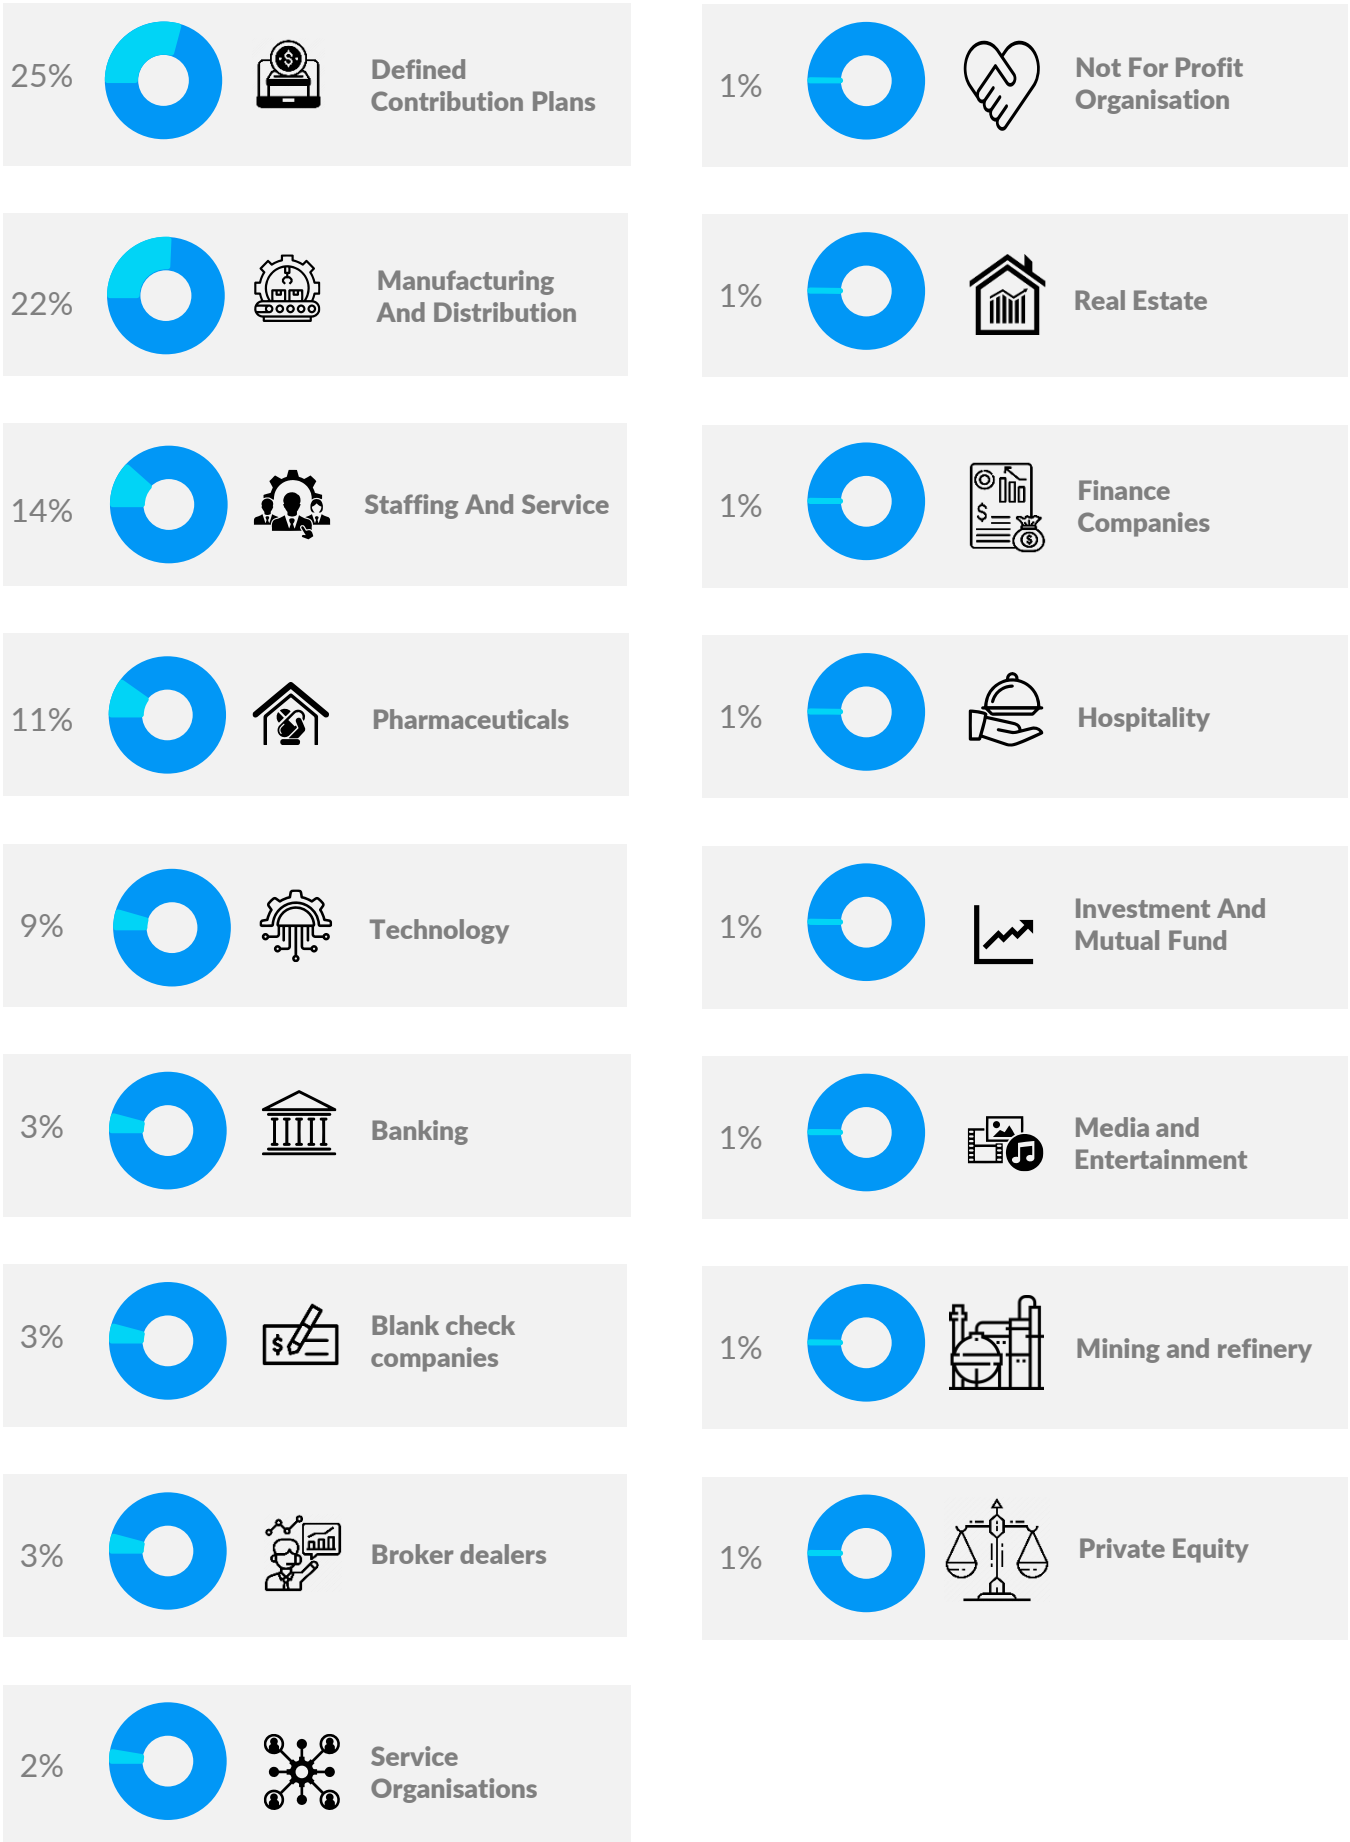 25%
Defined
Contribution Plans
22%
Manufacturing
And Distribution
14%
Staffing And Service
11%
Pharmaceuticals
9%
Technology
3%
Banking
3%
Blank check
companies
3%
Broker dealers
2%
Service
Organisations
1%
Not For Profit
Organisation
1%
Real Estate
1%
Finance
Companies
1%
Hospitality
1%
Investment And
Mutual Fund
1%
Media and
Entertainment
1%
Mining and refinery
1%
Private Equity